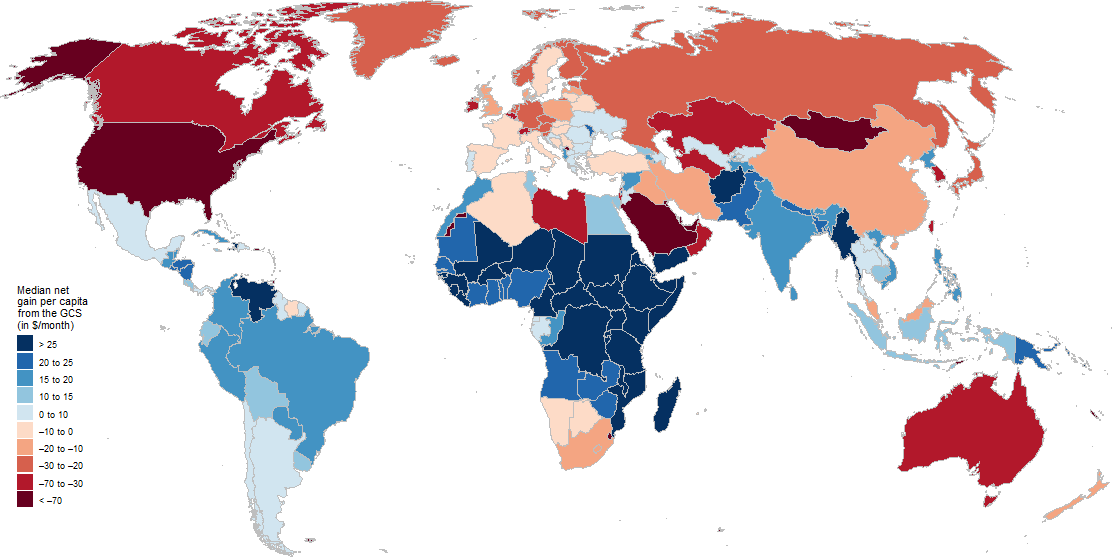 Median net
gain per capita
from the GCS
(in $/month)
> 25
20 to 25
15 to 20
10 to 15
0 to 10
−10 to 0
−20 to −10
−30 to −20
−70 to −30
< −70